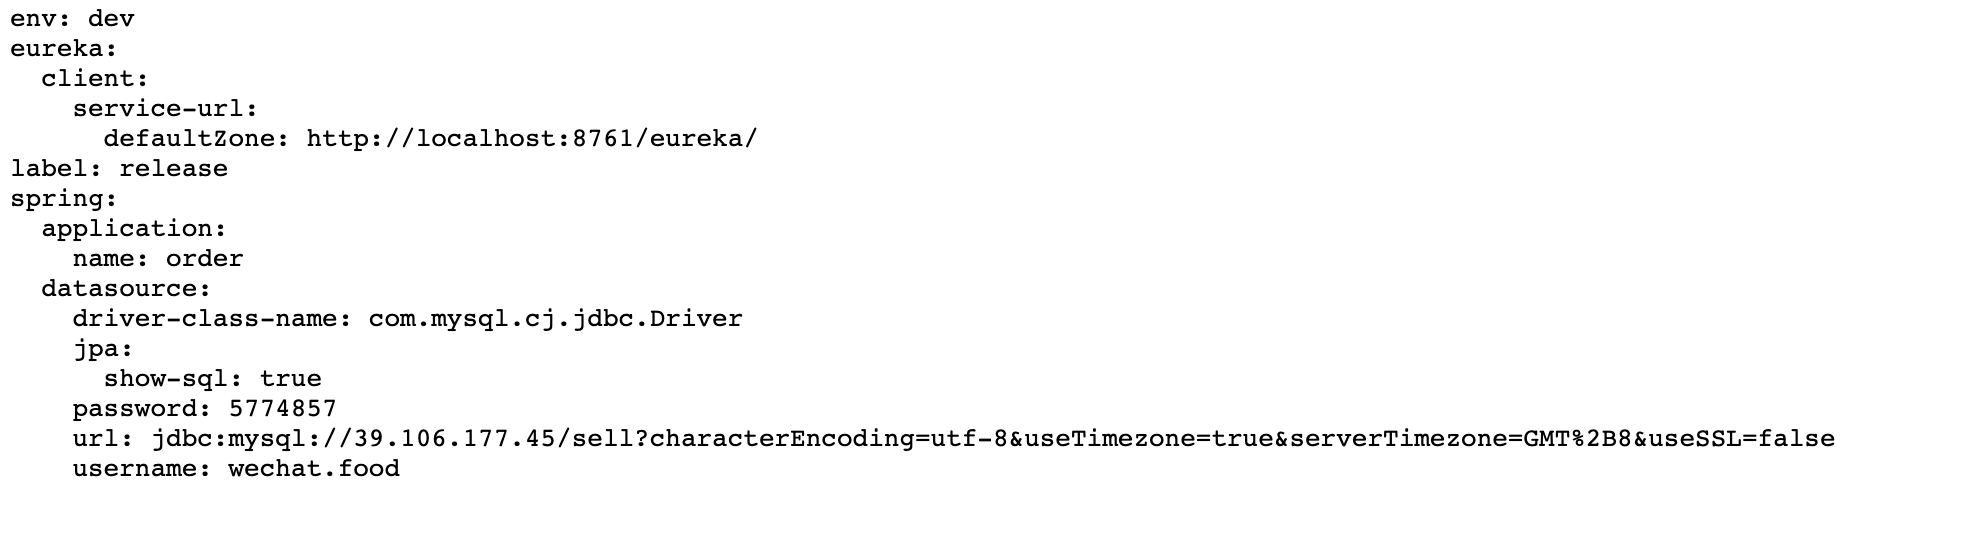 env: dev
eureka:
  client:
    service-url:
      defaultZone: http://localhost:8761/eureka/
label: release
spring:
  application:
    name: order
  datasource:
    driver-class-name: com.mysql.cj.jdbc.Driver
    jpa:
      show-sql: true
    password: 5774857
    url: jdbc:mysql://39.106.177.45/sell?characterEncoding=utf-8&useTimezone=true&serverTimezone=GMT%2B8&useSSL=false
    username: wechat.food